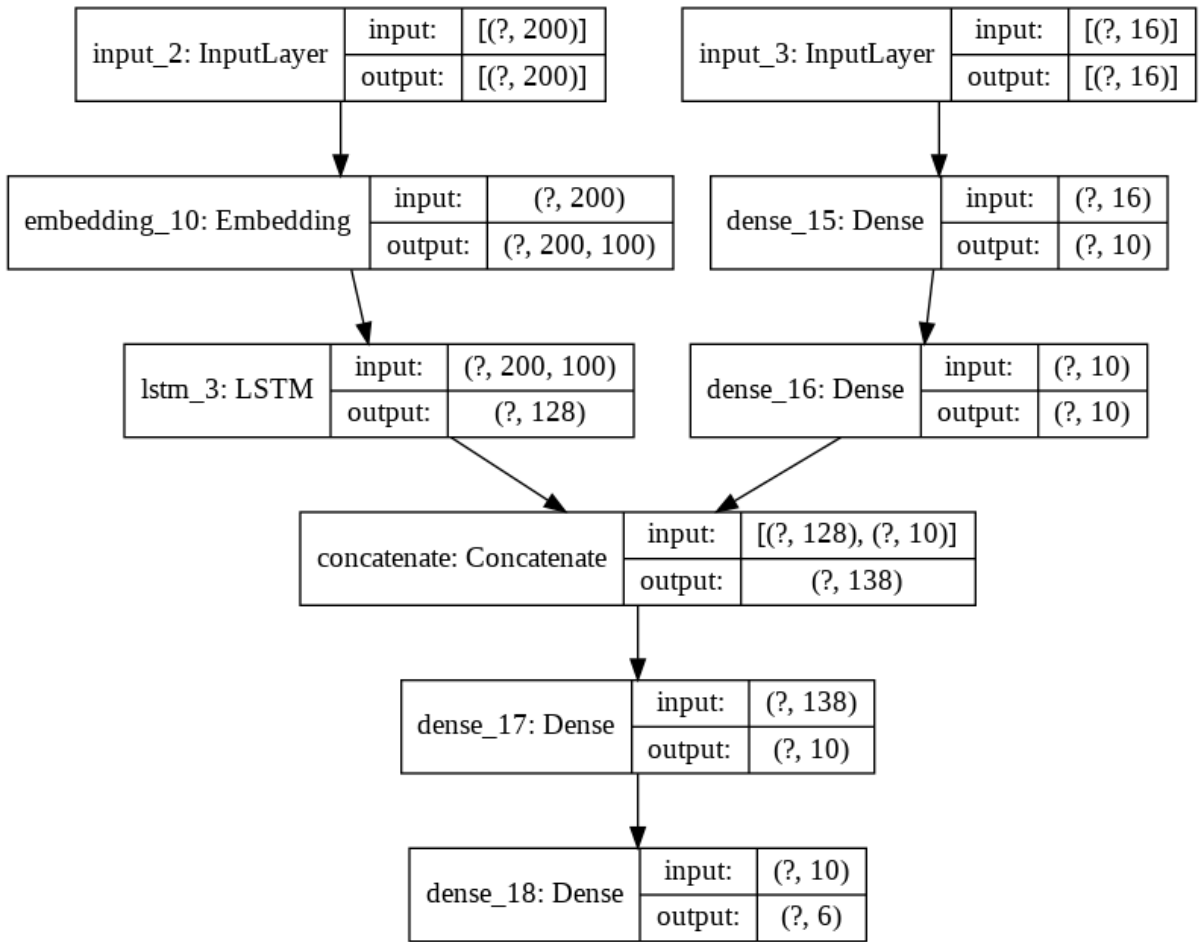 input_2: InputLayer
input: [(?, 200)]
output: [(?, 200)]
input_3: InputLayer
input: [(?, 16)]
output: [(?, 16)]
embedding_10: Embedding
input: (?, 200)
output: (?, 200, 100)
dense_15: Dense
input: (?, 16)
output: (?, 10)
lstm_3: LSTM
input: (?, 200, 100)
output: (?, 128)
dense_16: Dense
input: (?, 10)
output: (?, 10)
concatenate: Concatenate
input: [(?, 128), (?, 10)]
output: (?, 138)
dense_17: Dense
input: (?, 138)
output: (?, 10)
dense_18: Dense
input: (?, 10)
output: (?, 6)